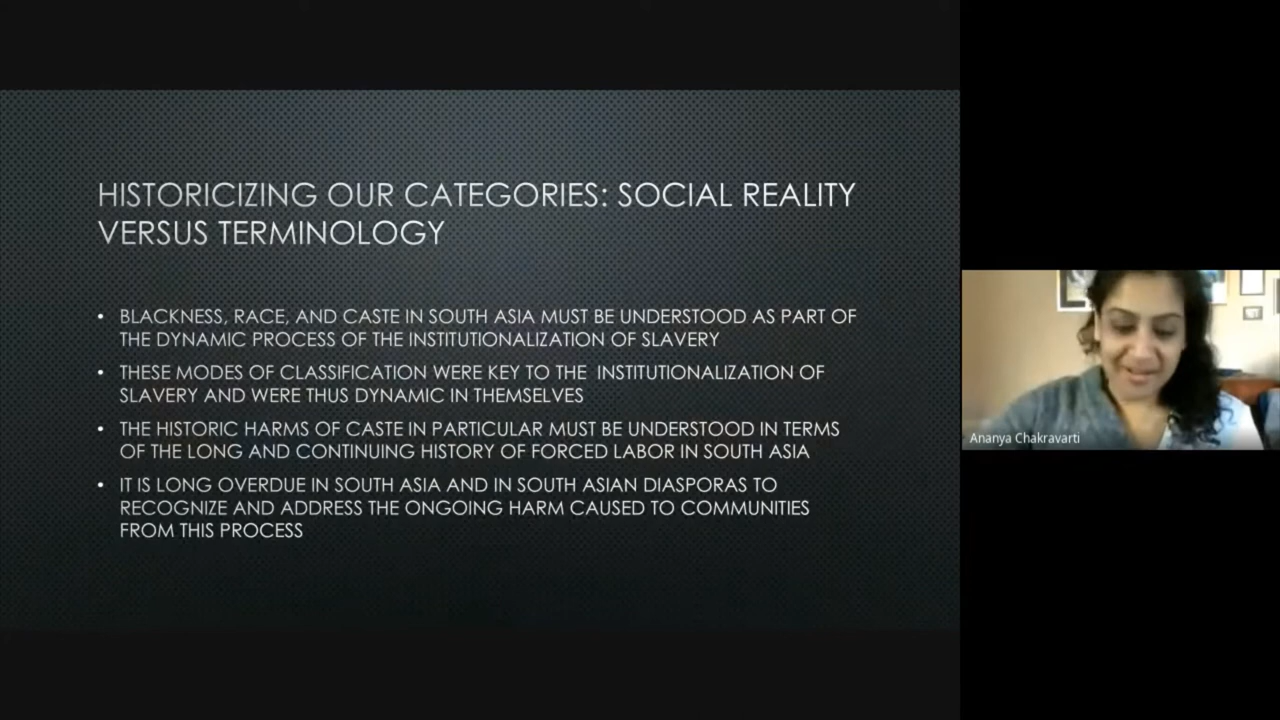 HISTORICIZING OUR CATEGORIES: SOCIAL REALITY
VERSUS TERMINOLOGY
• BLACKNESS, RACE, AND CASTE IN SOUTH ASIA MUST BE UNDERSTOOD AS PART OF
THE DYNAMIC PROCESS OF THE INSTITUTIONALIZATION OF SLAVERY
• THESE MODES OF CLASSIFICATION WERE KEY TO THE INSTITUTIONALIZATION OF
SLAVERY AND WERE THUS DYNAMIC IN THEMSELVES
• THE HISTORIC HARMS OF CASTE IN PARTICULAR MUST BE UNDERSTOOD IN TERMS
OF THE LONG AND CONTINUING HISTORY OF FORCED LABOR IN SOUTH ASIA
• IT IS LONG OVERDUE IN SOUTH ASIA AND IN SOUTH ASIAN DIASPORAS TO
RECOGNIZE AND ADDRESS THE ONGOING HARM CAUSED TO COMMUNITIES
FROM THIS PROCESS
Ananya Chakravarti